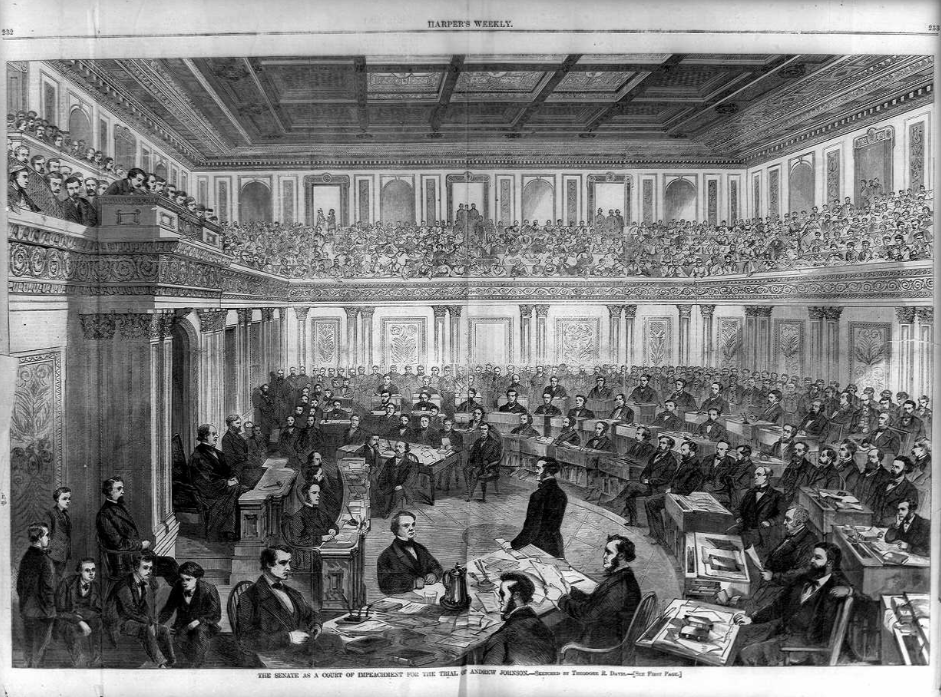 HARPER'S WEEKLY.
232
233
THE SENATE AS A COURT OF IMPEACHMENT FOR THE TRIAL OF ANDREW JOHNSON.—SKETCHED BY THEODORE R. DAVIS.—[SEE FIRST PAGE.]